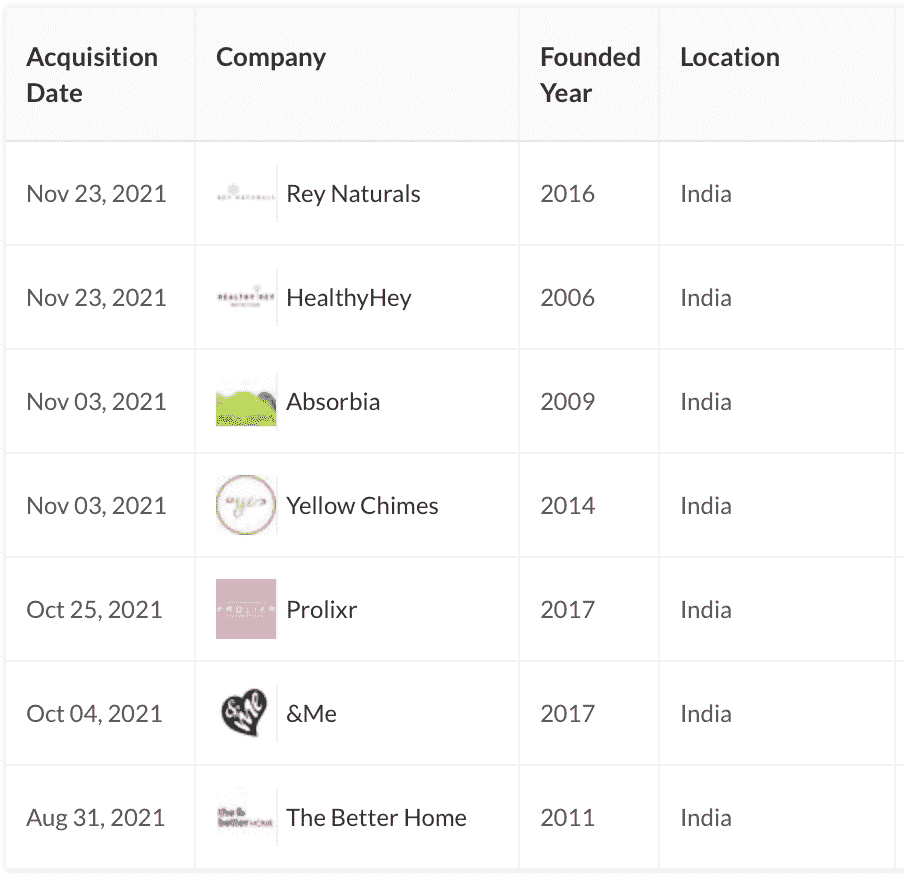 Acquisition Date Company Founded Year Location
Nov 23, 2021 Rey Naturals 2016 India
Nov 23, 2021 HealthyHey 2006 India
Nov 03, 2021 Absorbia 2009 India
Nov 03, 2021 Yellow Chimes 2014 India
Oct 25, 2021 Prolixr 2017 India
Oct 04, 2021 &Me 2017 India
Aug 31, 2021 The Better Home 2011 India